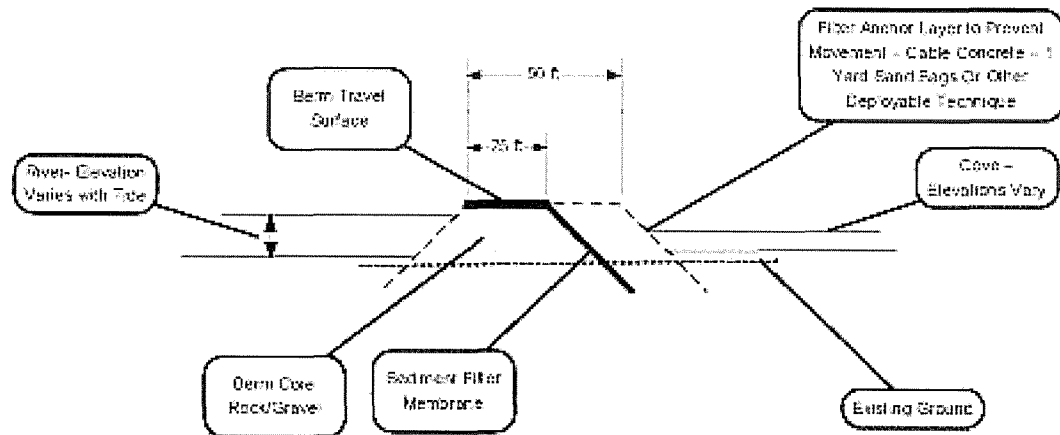 Filter Anchor Layer to Prevent
Movement – Cable Concrete – 1
Yard Sand Bags Or Other
Deployable Technique
50 ft
Berm Travel
Surface
25 ft
River- Elevation
Varies with Tide
Cove –
Elevations Vary
Berm Core
Rock/Gravel
Sediment Filter
Membrane
Existing Ground